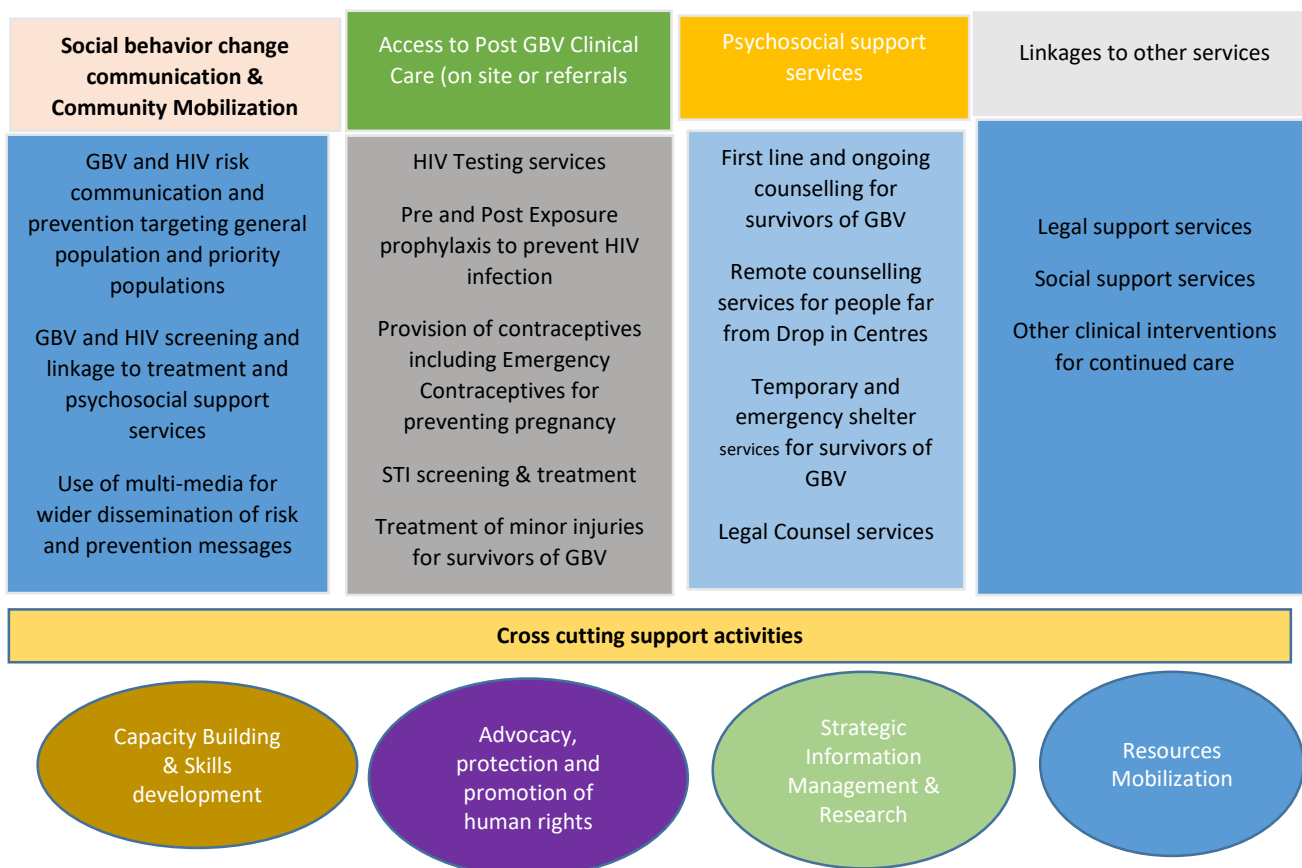 Social behavior change
communication &
Community Mobilization
Access to Post GBV Clinical
Care (on site or referrals
Psychosocial support
services
Linkages to other services
GBV and HIV risk
communication and
prevention targeting general
population and priority
populations
GBV and HIV screening and
linkage to treatment and
psychosocial support
services
Use of multi-media for
wider dissemination of risk
and prevention messages
HIV Testing services
Pre and Post Exposure
prophylaxis to prevent HIV
infection
Provision of contraceptives
including Emergency
Contraceptives for
preventing pregnancy
STI screening & treatment
Treatment of minor injuries
for survivors of GBV
First line and ongoing
counselling for
survivors of GBV
Remote counselling
services for people far
from Drop in Centres
Temporary and
emergency shelter
services for survivors of
GBV
Legal Counsel services
Legal support services
Social support services
Other clinical interventions
for continued care
Cross cutting support activities
Capacity Building
& Skills
development
Advocacy,
protection and
promotion of
human rights
Strategic
Information
Management &
Research
Resources
Mobilization